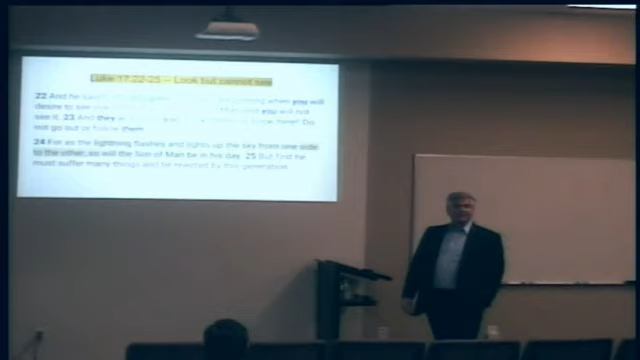 Luke 17:22-25 – Look but cannot see
22 And he said when you will
desire to see you will not
see it. 23 And they Do
not go out or follow them
24 For as the lightning flashes and lights up the sky from one side
to the other, so will the Son of Man be in his day. 25 But first he
must suffer many things and be rejected by this generation